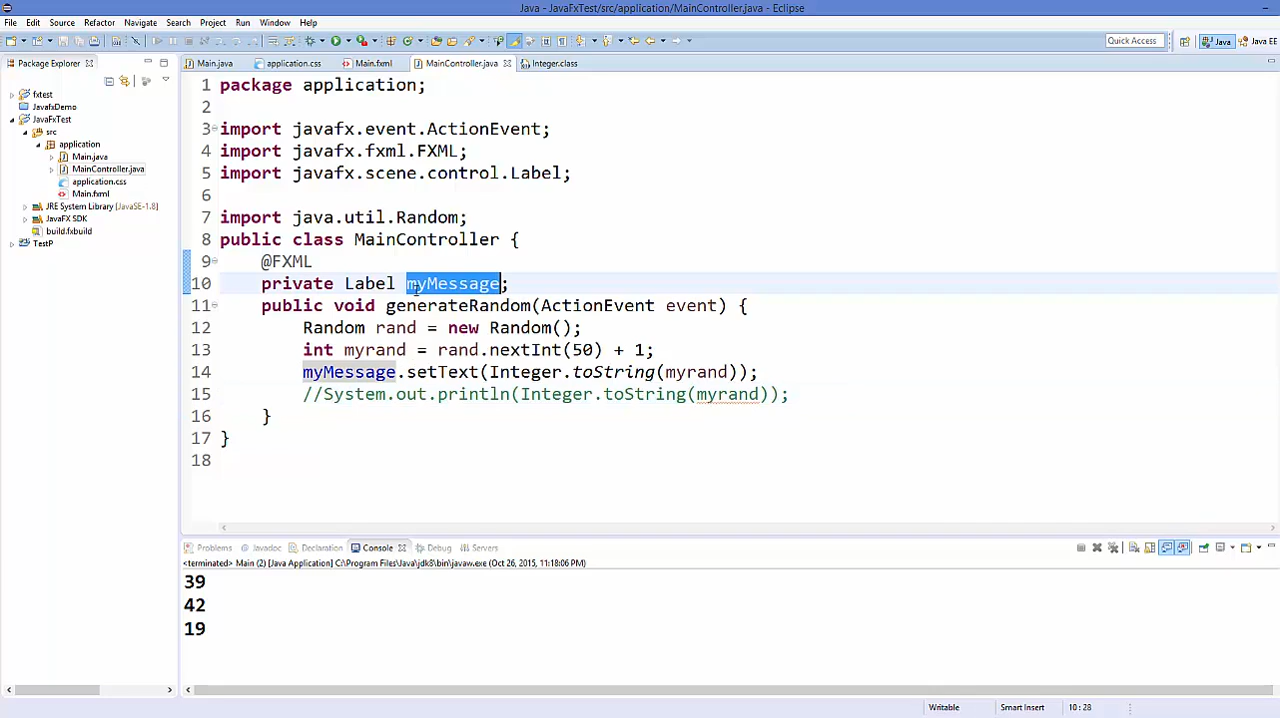 Java - JavaFxTest/src/application/MainController.java - Eclipse
File Edit Source Refactor Navigate Search Project Run Window Help
Quick Access Java Java EE
Package Explorer
fxtest
JavafxDemo
JavaFxTest
src
application
Main.java
MainController.java
application.css
Main.fxml
JRE System Library [JavaSE-1.8]
JavaFX SDK
build.fxbuild
TestP
Main.java application.css Main.fxml MainController.java Integer.class
1 package application;
2
3 import javafx.event.ActionEvent;
4 import javafx.fxml.FXML;
5 import javafx.scene.control.Label;
6
7 import java.util.Random;
8 public class MainController {
9 @FXML
10 private Label myMessage;
11 public void generateRandom(ActionEvent event) {
12 Random rand = new Random();
13 int myrand = rand.nextInt(50) + 1;
14 myMessage.setText(Integer.toString(myrand));
15 //System.out.println(Integer.toString(myrand));
16 }
17 }
18
Problems Javadoc Declaration Console Debug Servers
<terminated> Main (2) [Java Application] C:\Program Files\Java\jdk8\bin\javaw.exe (Oct 26, 2015, 11:18:06 PM)
39
42
19
Writable Smart Insert 10 : 28